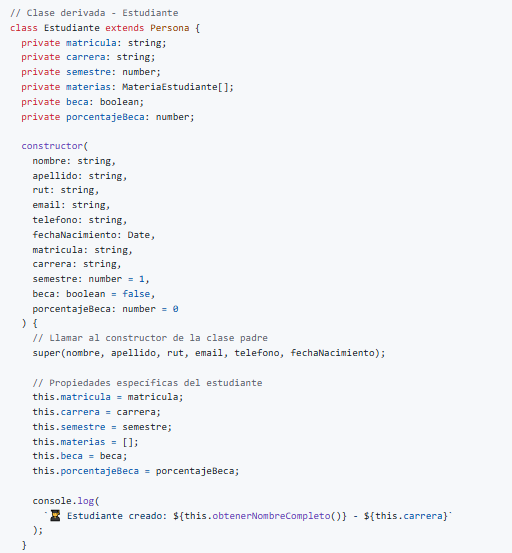 // Clase derivada - Estudiante
class Estudiante extends Persona {
  private matricula: string;
  private carrera: string;
  private semestre: number;
  private materias: MateriaEstudiante[];
  private beca: boolean;
  private porcentajeBeca: number;

  constructor(
    nombre: string,
    apellido: string,
    rut: string,
    email: string,
    telefono: string,
    fechaNacimiento: Date,
    matricula: string,
    carrera: string,
    semestre: number = 1,
    beca: boolean = false,
    porcentajeBeca: number = 0
  ) {
    // Llamar al constructor de la clase padre
    super(nombre, apellido, rut, email, telefono, fechaNacimiento);

    // Propiedades específicas del estudiante
    this.matricula = matricula;
    this.carrera = carrera;
    this.semestre = semestre;
    this.materias = [];
    this.beca = beca;
    this.porcentajeBeca = porcentajeBeca;

    console.log(
      `👨‍🎓 Estudiante creado: ${this.obtenerNombreCompleto()} - ${this.carrera}`
    );
  }